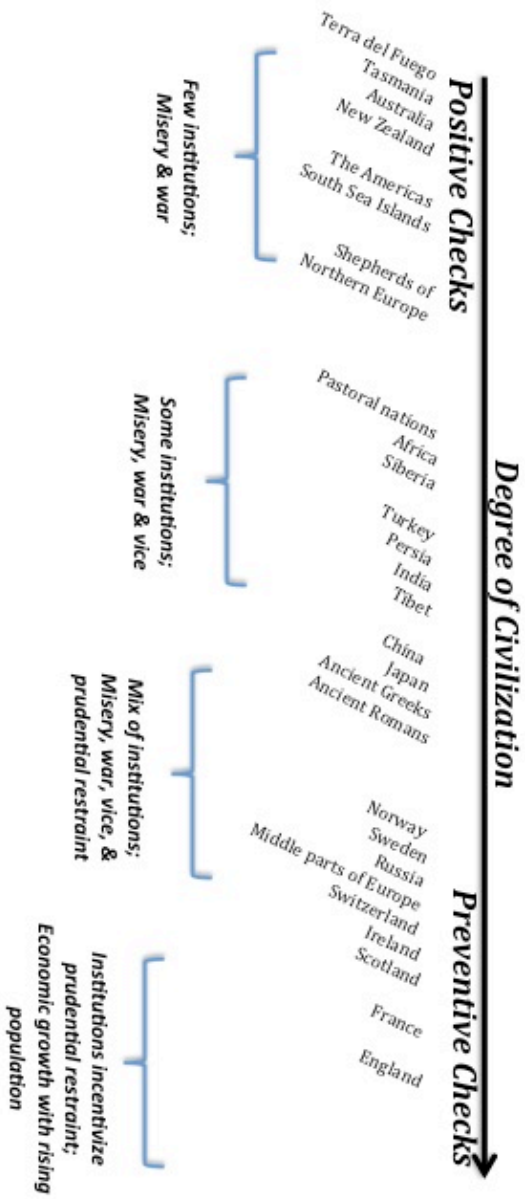 Degree of Civilization
Positive Checks
Preventive Checks
Terra del Fuego
Tasmania
Australia
New Zealand
The Americas
South Sea Islands
Shepherds of
Northern Europe
Pastoral nations
Africa
Siberia
Turkey
Persia
India
Tibet
China
Japan
Ancient Greeks
Ancient Romans
Norway
Sweden
Russia
Middle parts of Europe
Switzerland
Ireland
Scotland
France
England
Few institutions;
Misery & war
Some institutions;
Misery, war & vice
Mix of institutions;
Misery, war, vice, &
prudential restraint
Institutions incentivize
prudential restraint;
Economic growth with rising
population